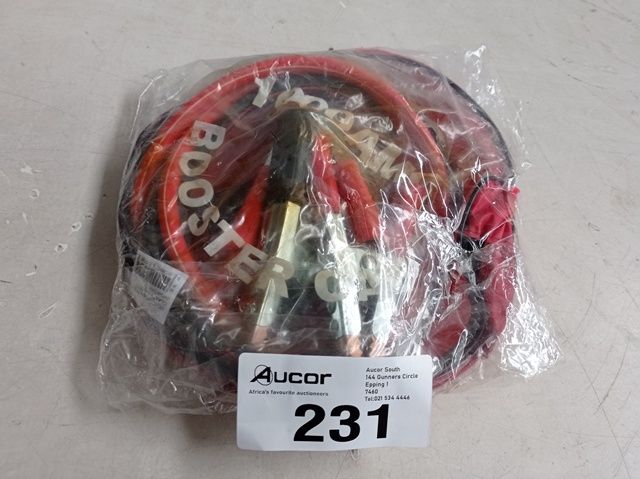 BOOSTER CA
Aucor
Africa's favourite auctioneers
Aucor South
144 Gunners Circle
Epping 1
7460
Tel:021 534 4446
231